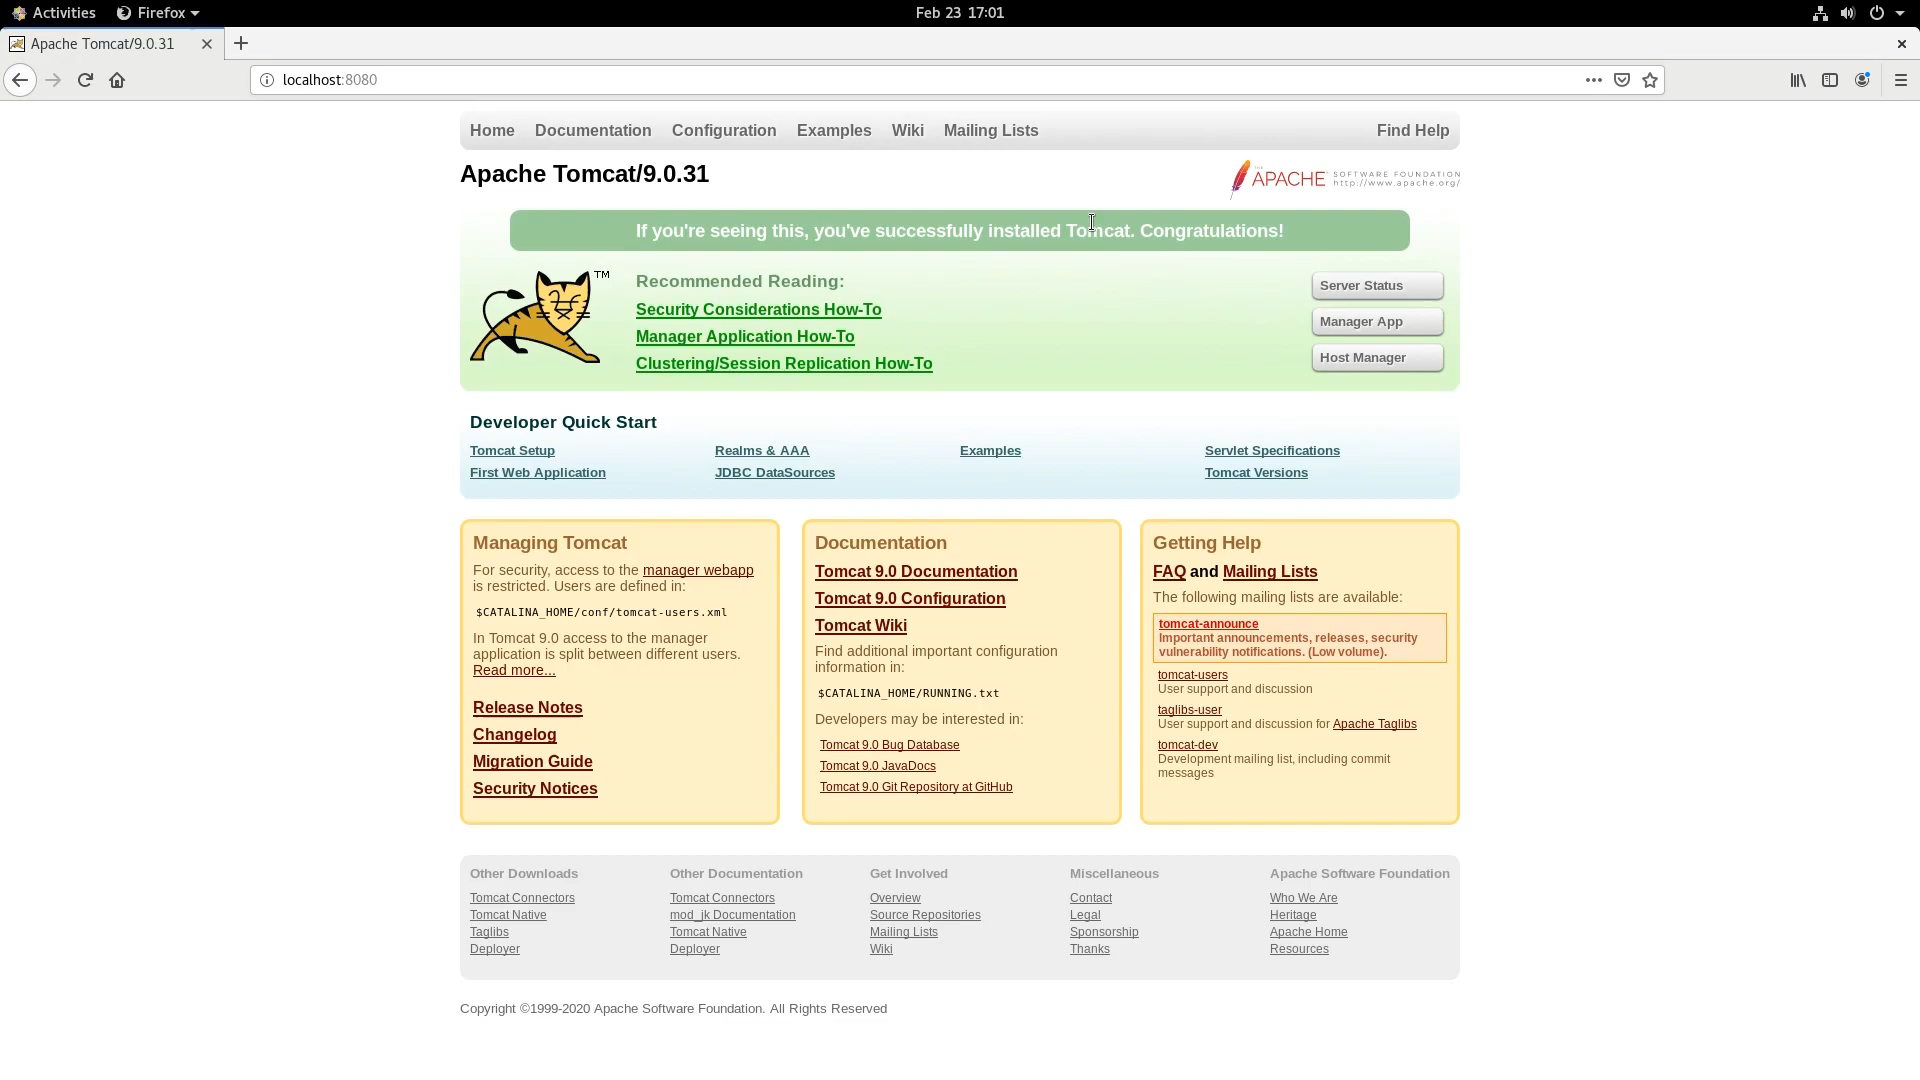 Activities Firefox Feb 23 17:01
Apache Tomcat/9.0.31
localhost:8080
Home Documentation Configuration Examples Wiki Mailing Lists Find Help
Apache Tomcat/9.0.31
APACHE SOFTWARE FOUNDATION
http://www.apache.org/
If you're seeing this, you've successfully installed Tomcat. Congratulations!
TM
Recommended Reading:
Security Considerations How-To
Manager Application How-To
Clustering/Session Replication How-To
Server Status
Manager App
Host Manager
Developer Quick Start
Tomcat Setup
First Web Application
Realms & AAA
JDBC DataSources
Examples
Servlet Specifications
Tomcat Versions
Managing Tomcat
For security, access to the manager webapp
is restricted. Users are defined in:
$CATALINA_HOME/conf/tomcat-users.xml
In Tomcat 9.0 access to the manager
application is split between different users.
Read more...
Release Notes
Changelog
Migration Guide
Security Notices
Documentation
Tomcat 9.0 Documentation
Tomcat 9.0 Configuration
Tomcat Wiki
Find additional important configuration
information in:
$CATALINA_HOME/RUNNING.txt
Developers may be interested in:
Tomcat 9.0 Bug Database
Tomcat 9.0 JavaDocs
Tomcat 9.0 Git Repository at GitHub
Getting Help
FAQ and Mailing Lists
The following mailing lists are available:
tomcat-announce
Important announcements, releases, security
vulnerability notifications. (Low volume).
tomcat-users
User support and discussion
taglibs-user
User support and discussion for Apache Taglibs
tomcat-dev
Development mailing list, including commit
messages
Other Downloads
Tomcat Connectors
Tomcat Native
Taglibs
Deployer
Other Documentation
Tomcat Connectors
mod_jk Documentation
Tomcat Native
Deployer
Get Involved
Overview
Source Repositories
Mailing Lists
Wiki
Miscellaneous
Contact
Legal
Sponsorship
Thanks
Apache Software Foundation
Who We Are
Heritage
Apache Home
Resources
Copyright ©1999-2020 Apache Software Foundation. All Rights Reserved